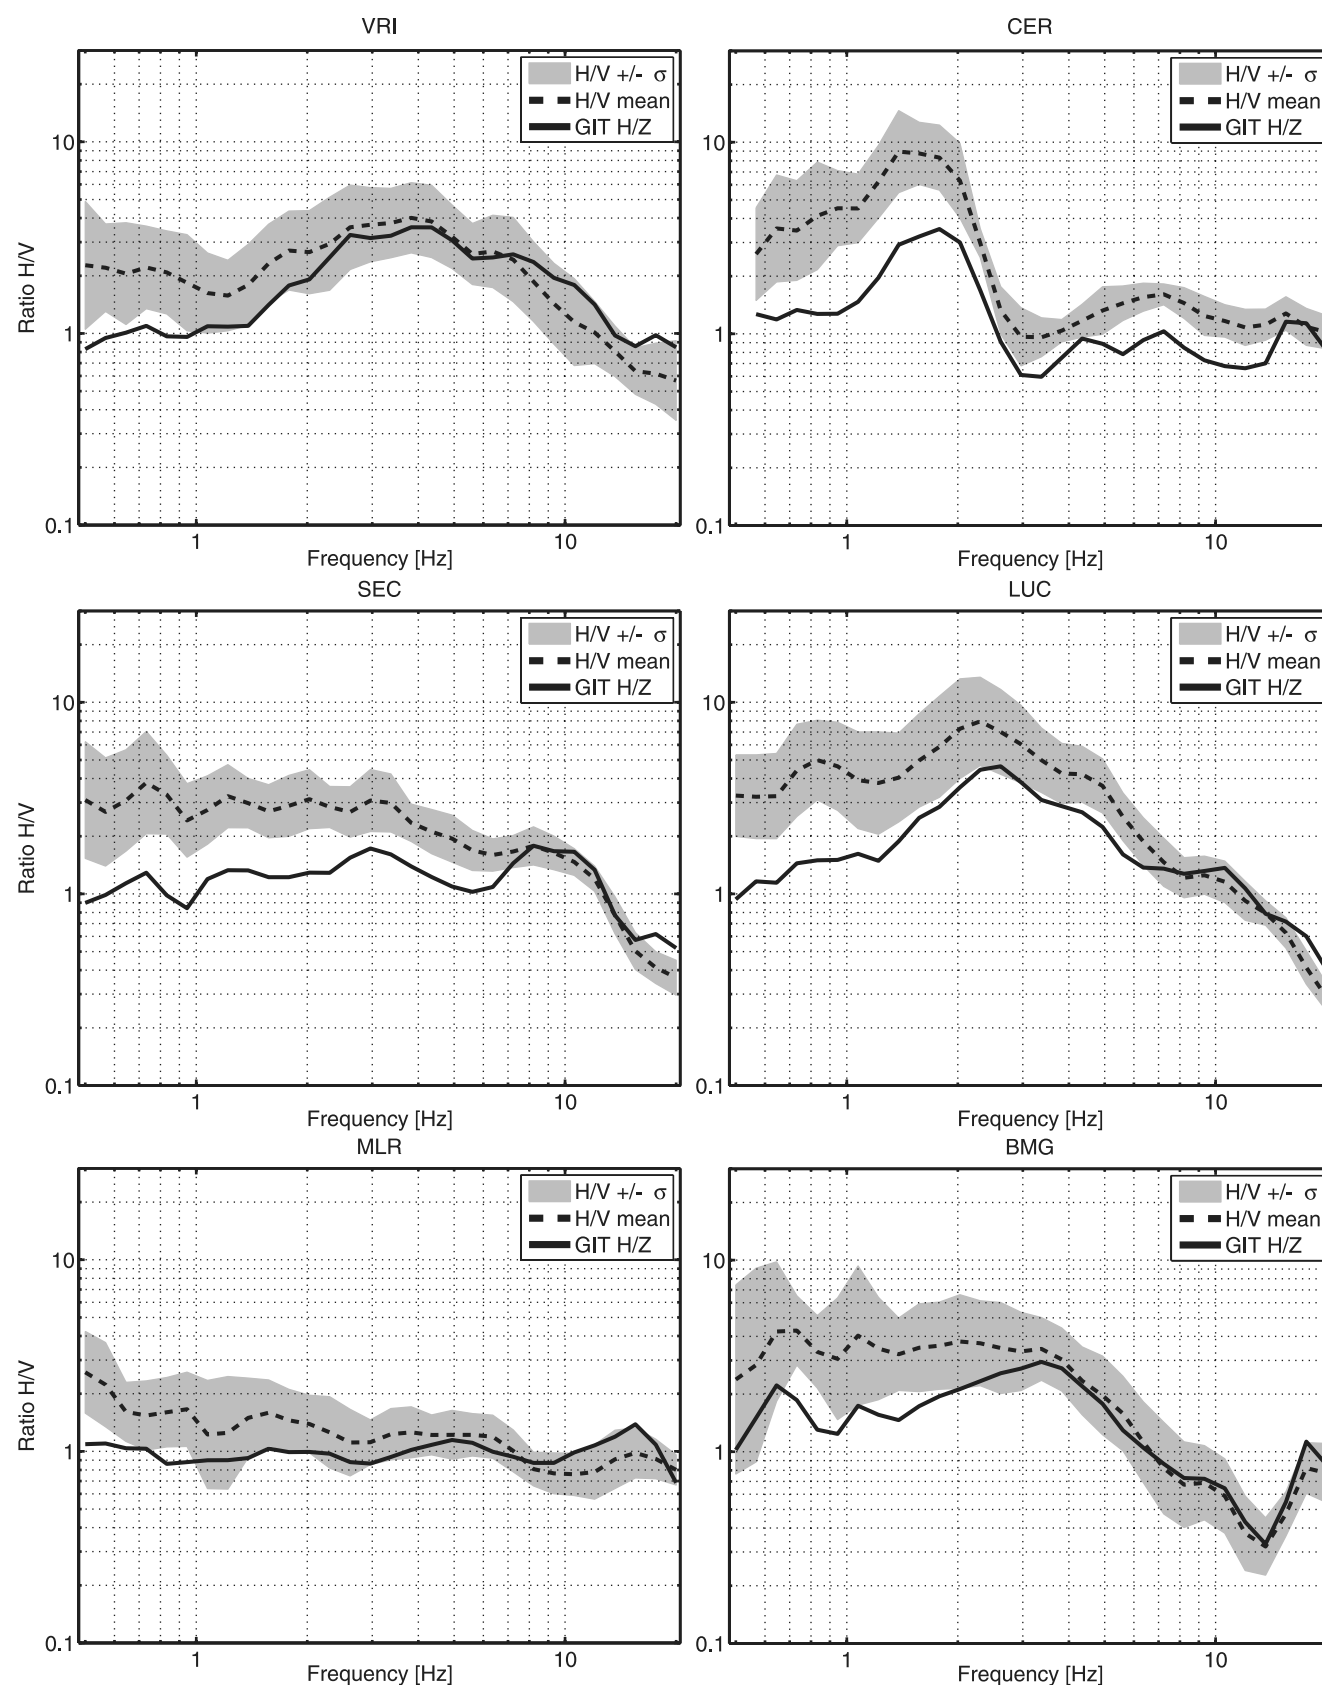 VRI
H/V +/- σ
H/V mean
GIT H/Z
10
1
0.1
Ratio H/V
1
10
Frequency [Hz]
CER
H/V +/- σ
H/V mean
GIT H/Z
10
1
0.1
1
10
Frequency [Hz]
SEC
H/V +/- σ
H/V mean
GIT H/Z
10
1
0.1
Ratio H/V
1
10
Frequency [Hz]
LUC
H/V +/- σ
H/V mean
GIT H/Z
10
1
0.1
1
10
Frequency [Hz]
MLR
H/V +/- σ
H/V mean
GIT H/Z
10
1
0.1
Ratio H/V
1
10
Frequency [Hz]
BMG
H/V +/- σ
H/V mean
GIT H/Z
10
1
0.1
1
10
Frequency [Hz]